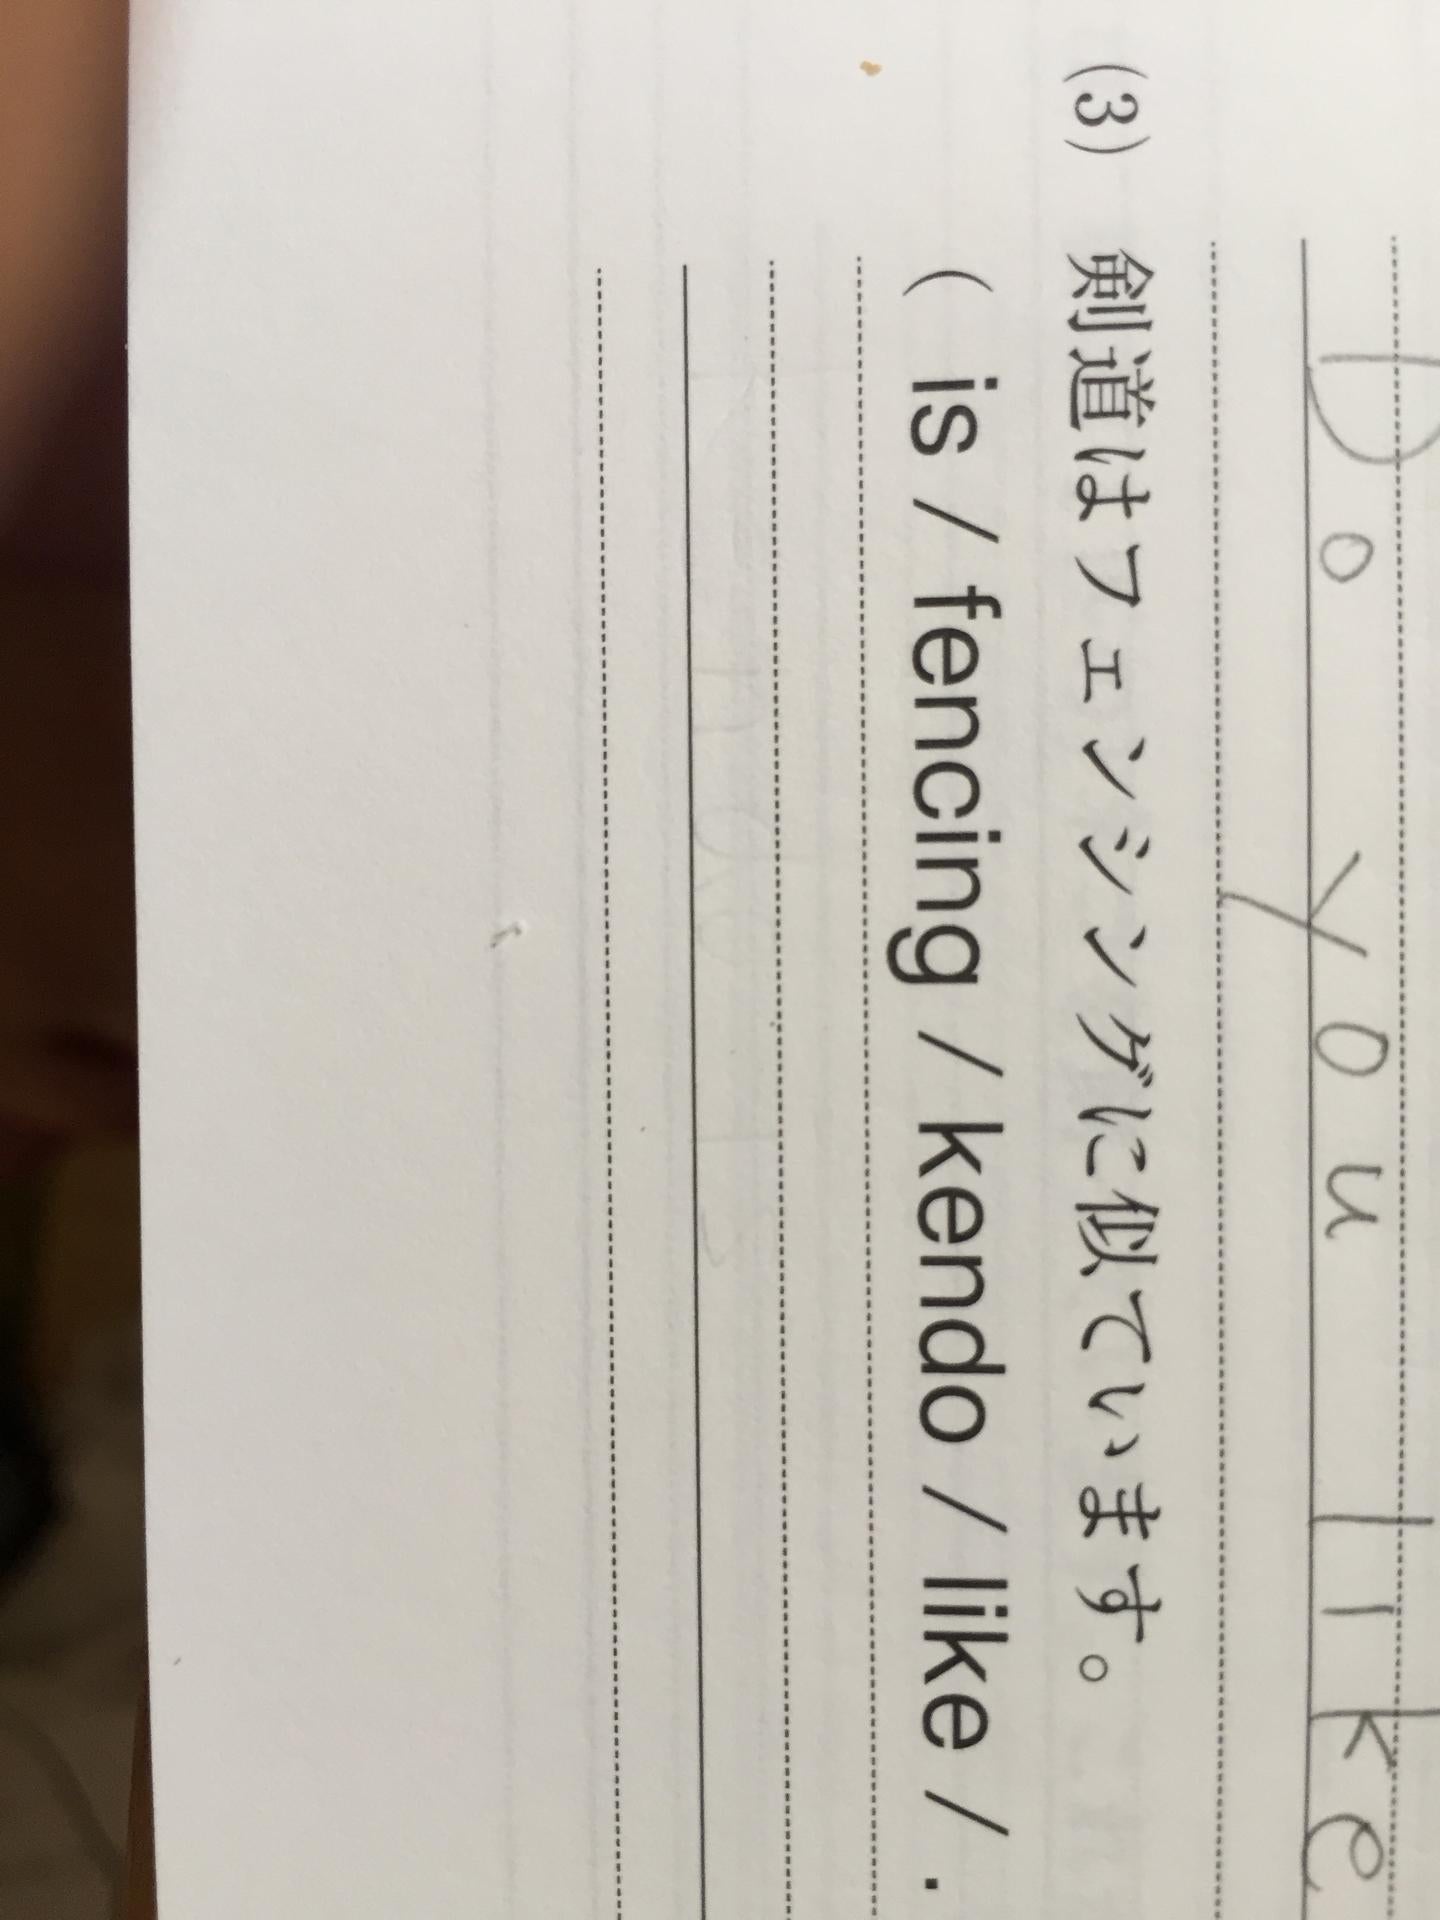 Do you like
(3) 剣道はフェンシングに似ています。
( is / fencing / kendo / like / .